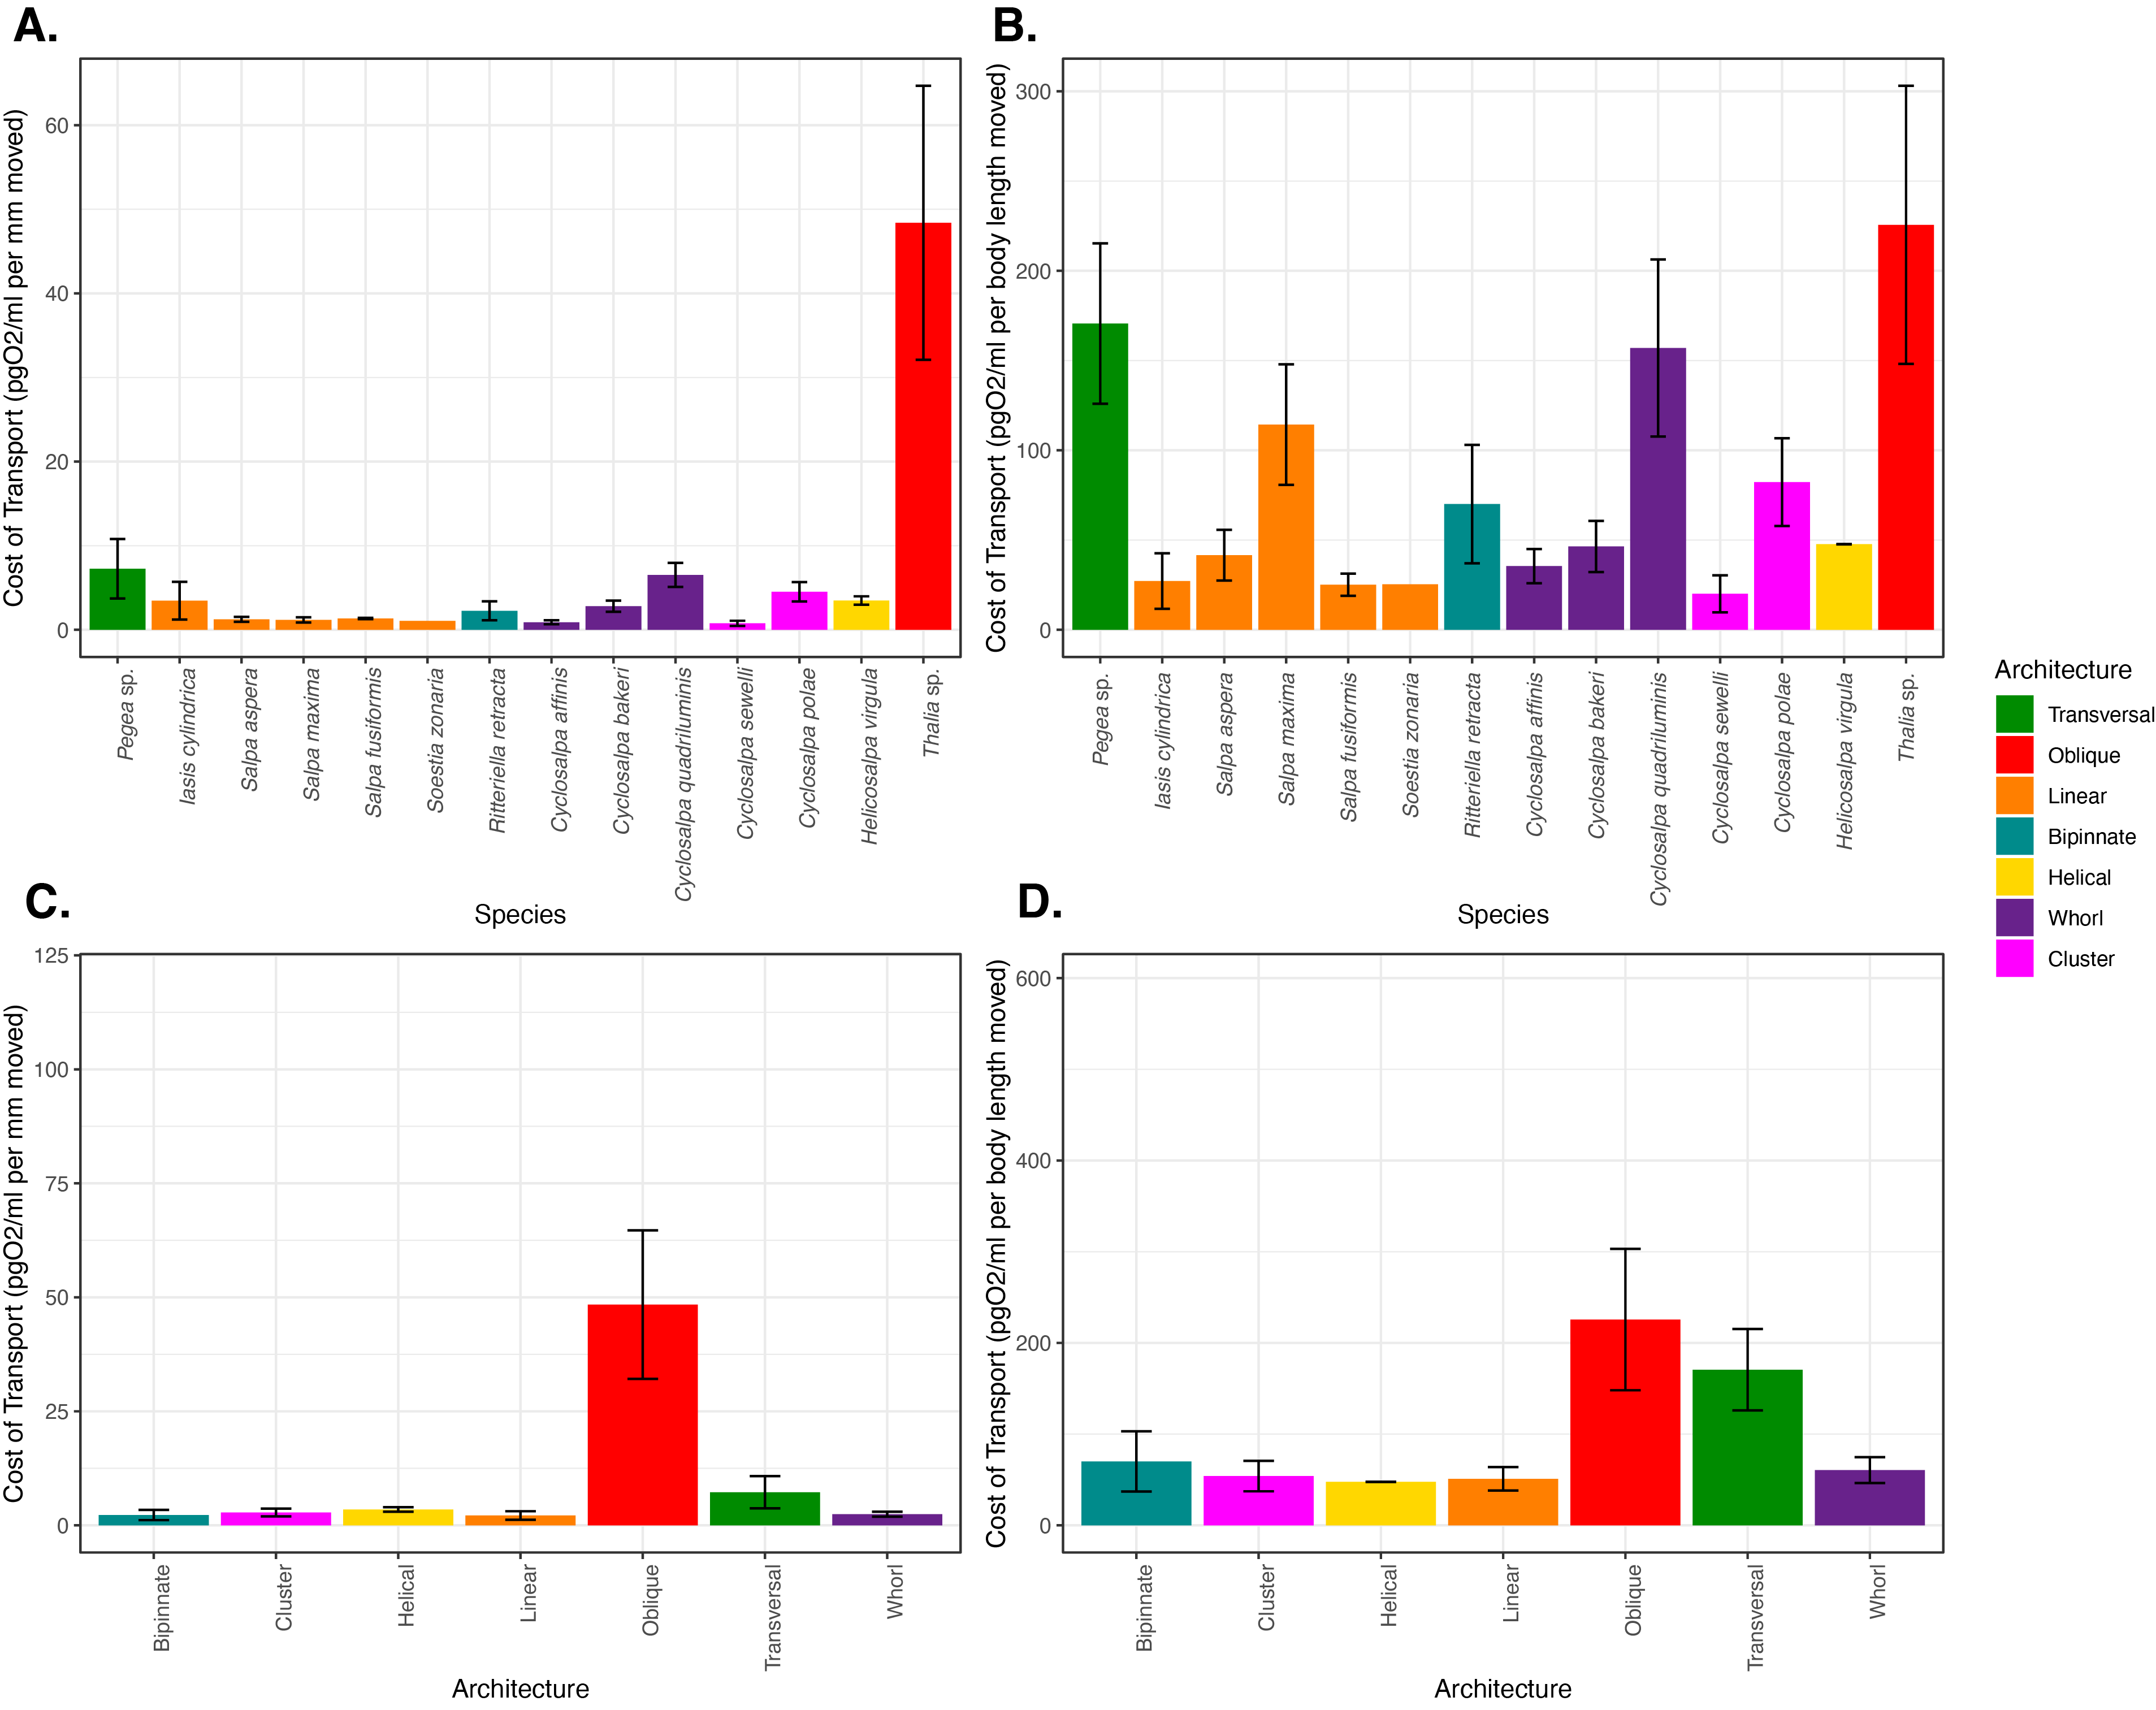 A.
Cost of Transport (pgO2/ml per mm moved)
60
40
20
0
Pegea sp.
Iasis cylindrica
Salpa aspera
Salpa maxima
Salpa fusiformis
Soestia zonaria
Ritteriella retracta
Cyclosalpa affinis
Cyclosalpa bakeri
Cyclosalpa quadriluminis
Cyclosalpa sewelli
Cyclosalpa polae
Helicosalpa virgula
Thalia sp.
Species
B.
Cost of Transport (pgO2/ml per body length moved)
300
200
100
0
Pegea sp.
Iasis cylindrica
Salpa aspera
Salpa maxima
Salpa fusiformis
Soestia zonaria
Ritteriella retracta
Cyclosalpa affinis
Cyclosalpa bakeri
Cyclosalpa quadriluminis
Cyclosalpa sewelli
Cyclosalpa polae
Helicosalpa virgula
Thalia sp.
Species
Architecture
Transversal
Oblique
Linear
Bipinnate
Helical
Whorl
Cluster
C.
Cost of Transport (pgO2/ml per mm moved)
125
100
75
50
25
0
Bipinnate
Cluster
Helical
Linear
Oblique
Transversal
Whorl
Architecture
D.
Cost of Transport (pgO2/ml per body length moved)
600
400
200
0
Bipinnate
Cluster
Helical
Linear
Oblique
Transversal
Whorl
Architecture